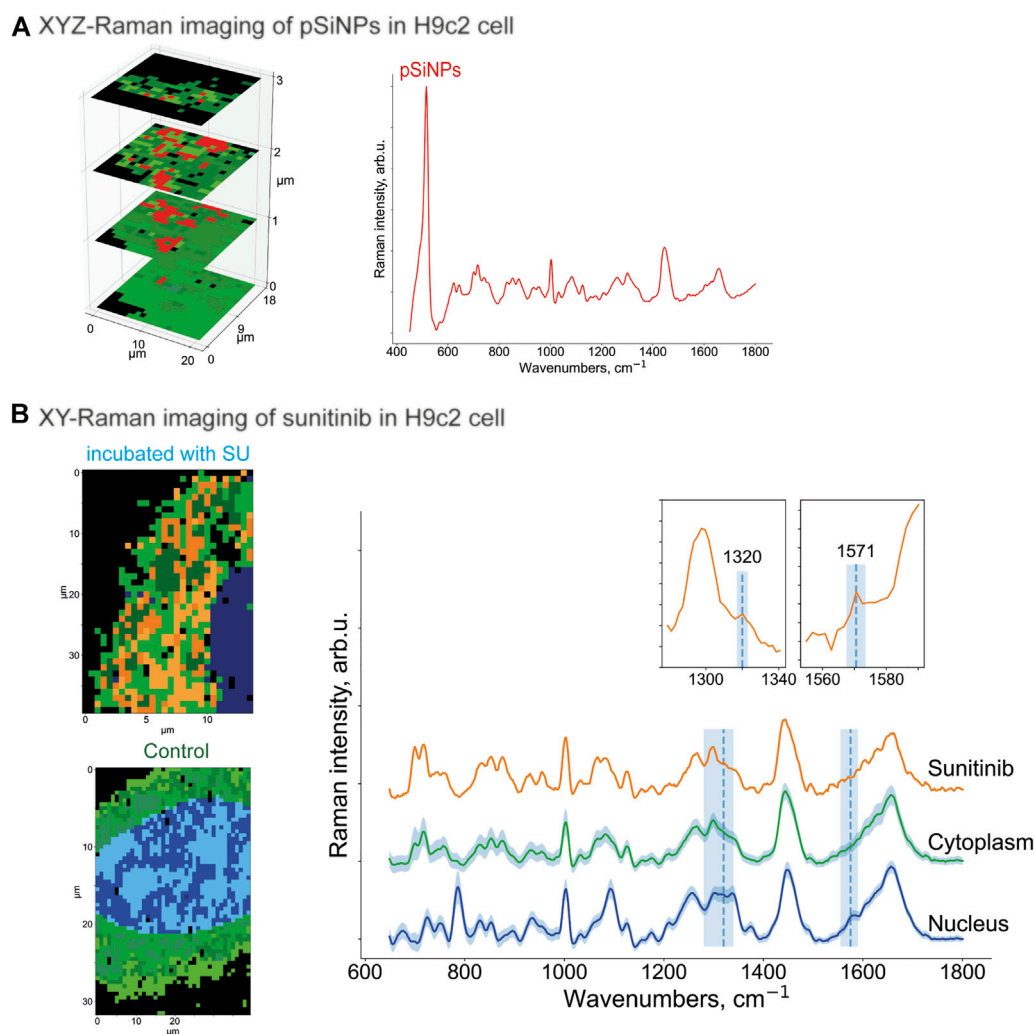 A XYZ-Raman imaging of pSiNPs in H9c2 cell
3
2
μm
1
0
18
9
μm
0
0
10
20
μm
pSiNPs
Raman intensity, arb.u.
400 600 800 1000 1200 1400 1600 1800
Wavenumbers, cm⁻¹
B XY-Raman imaging of sunitinib in H9c2 cell
incubated with SU
0
10
20
30
μm
0 5 10
μm
Control
0
10
20
30
μm
0 10 20
μm
1320
1300 1340
1571
1560 1580
Raman intensity, arb.u.
Sunitinib
Cytoplasm
Nucleus
600 800 1000 1200 1400 1600 1800
Wavenumbers, cm⁻¹